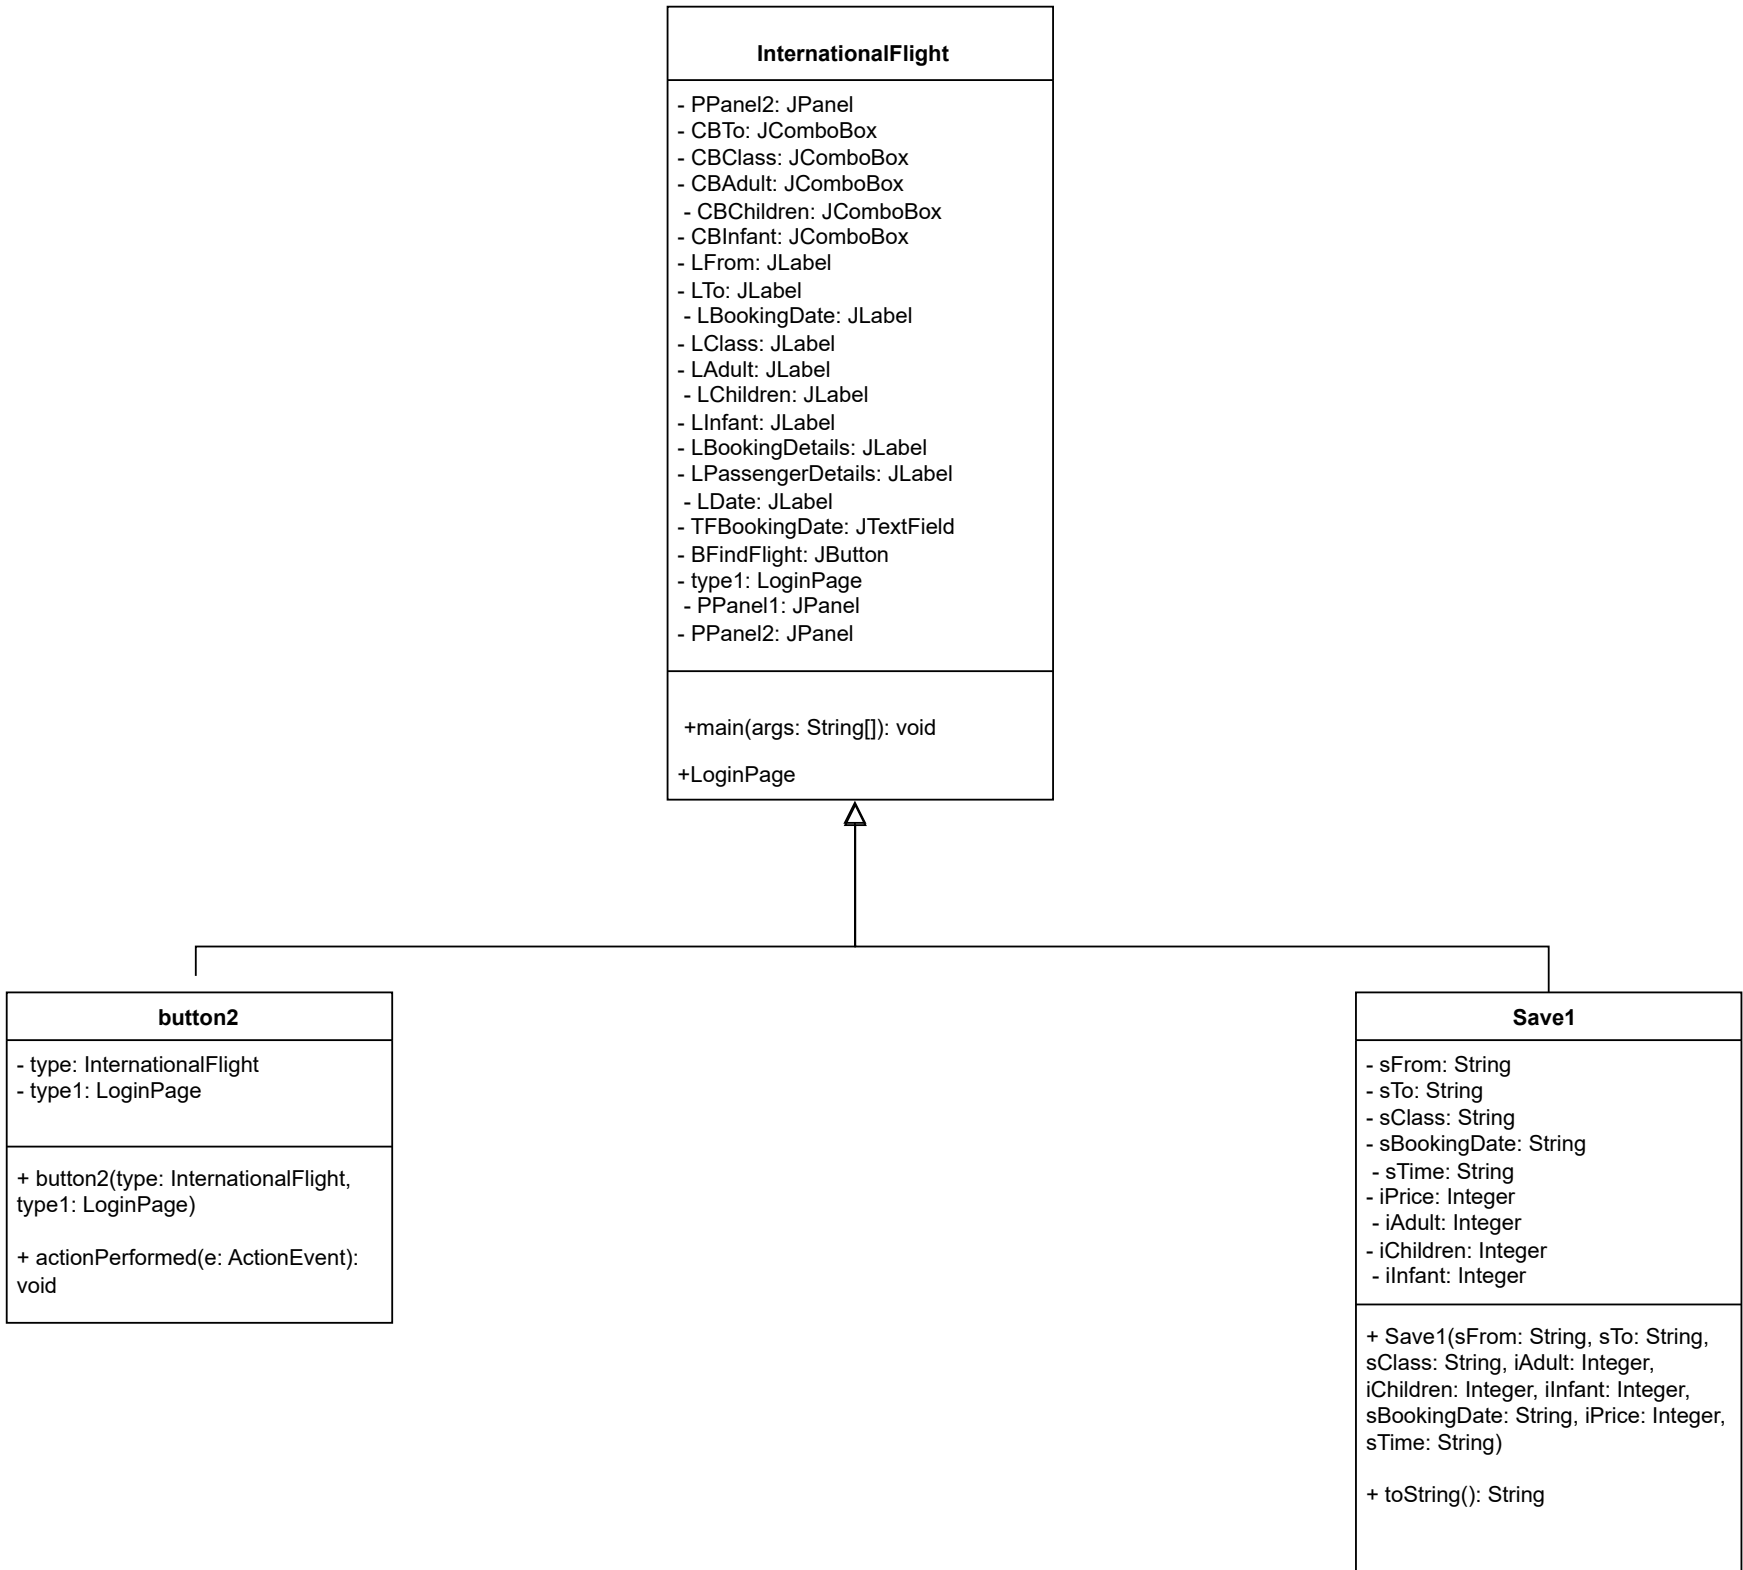 InternationalFlight
- PPanel2: JPanel
- CBTo: JComboBox
- CBClass: JComboBox
- CBAdult: JComboBox
- CBChildren: JComboBox
- CBInfant: JComboBox
- LFrom: JLabel
- LTo: JLabel
- LBookingDate: JLabel
- LClass: JLabel
- LAdult: JLabel
- LChildren: JLabel
- LInfant: JLabel
- LBookingDetails: JLabel
- LPassengerDetails: JLabel
- LDate: JLabel
- TFBookingDate: JTextField
- BFindFlight: JButton
- type1: LoginPage
- PPanel1: JPanel
- PPanel2: JPanel
+main(args: String[]): void
+LoginPage
button2
- type: InternationalFlight
- type1: LoginPage
+ button2(type: InternationalFlight,
type1: LoginPage)
+ actionPerformed(e: ActionEvent):
void
Save1
- sFrom: String
- sTo: String
- sClass: String
- sBookingDate: String
- sTime: String
- iPrice: Integer
- iAdult: Integer
- iChildren: Integer
- iInfant: Integer
+ Save1(sFrom: String, sTo: String,
sClass: String, iAdult: Integer,
iChildren: Integer, iInfant: Integer,
sBookingDate: String, iPrice: Integer,
sTime: String)
+ toString(): String